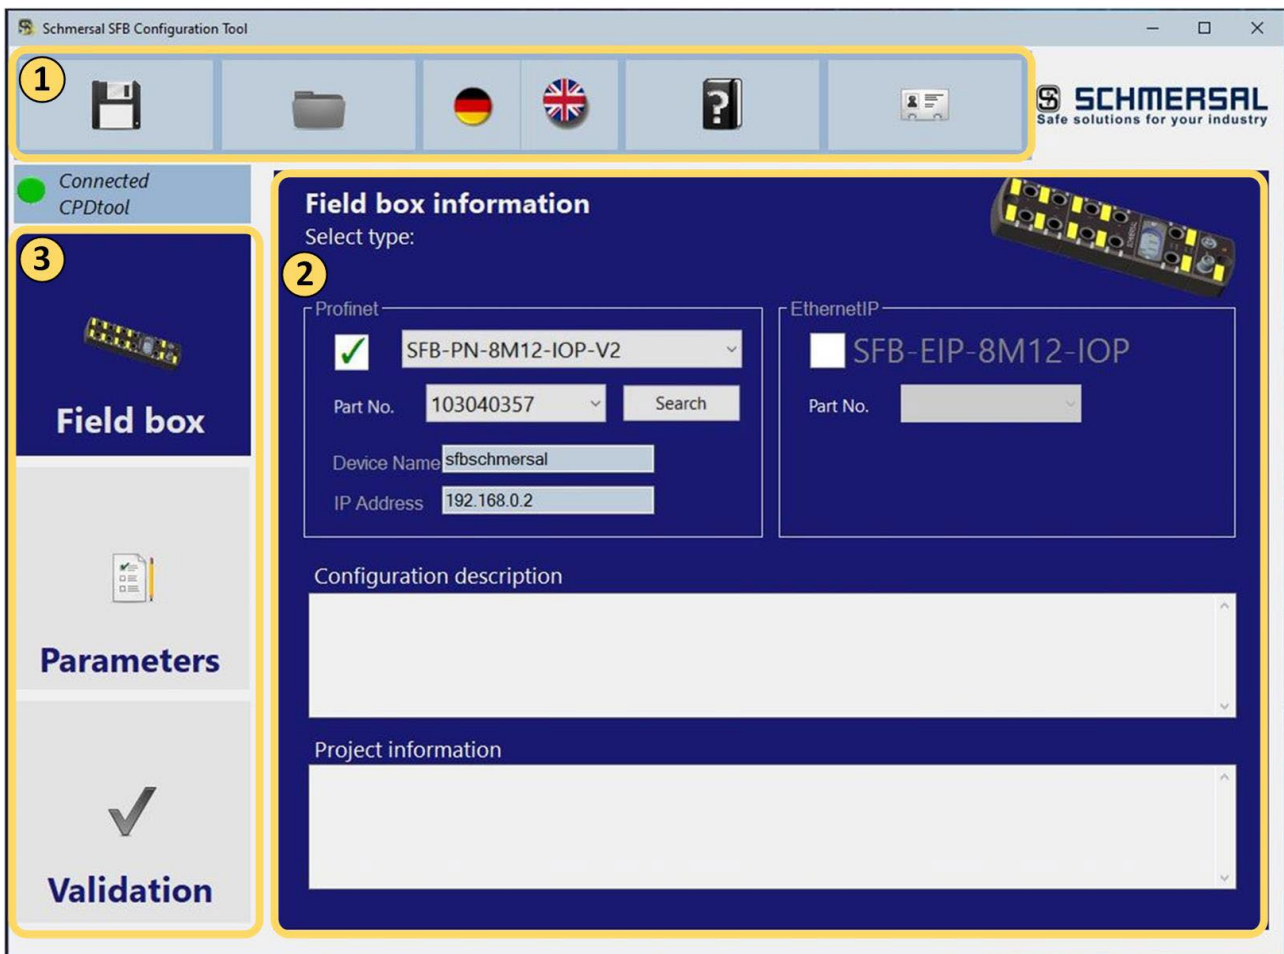 Schmersal SFB Configuration Tool
1
?
SCHMERSAL
Safe solutions for your industry
Connected
CPDtool
3
Field box
Parameters
Validation
Field box information
Select type:
2
Profinet
SFB-PN-8M12-IOP-V2
Part No.
103040357
Search
Device Name
sfbschmersal
IP Address
192.168.0.2
EthernetIP
SFB-EIP-8M12-IOP
Part No.
Configuration description
Project information